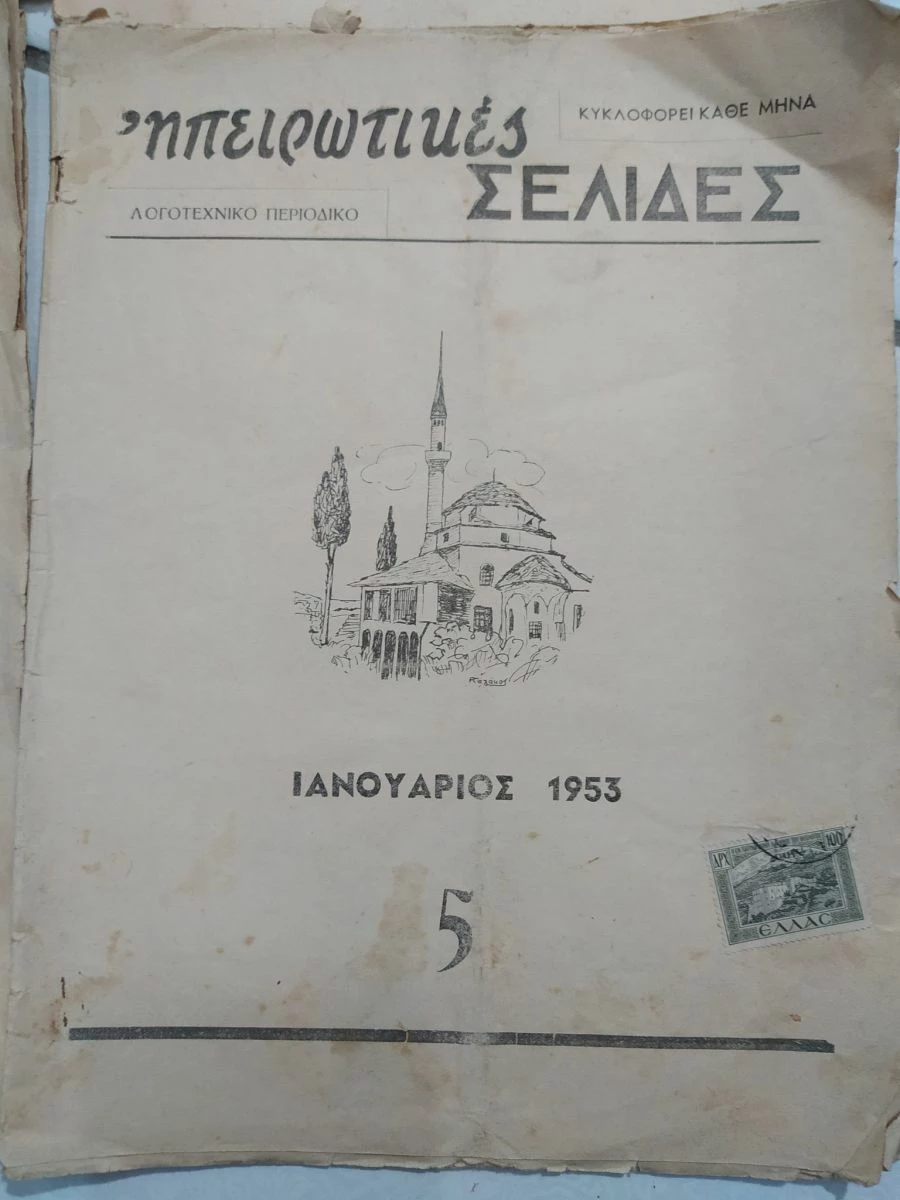 Ἠπειρωτικές
ΣΕΛΙΔΕΣ
ΚΥΚΛΟΦΟΡΕΙ ΚΑΘΕ ΜΗΝΑ
ΛΟΓΟΤΕΧΝΙΚΟ ΠΕΡΙΟΔΙΚΟ
ΙΑΝΟΥΑΡΙΟΣ 1953
5
ΔΡΧ
100
ΕΛΛΑΣ